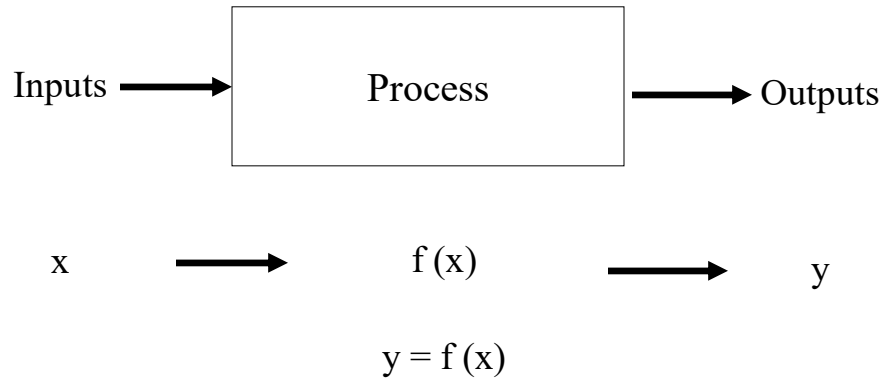 Inputs Process Outputs
x f (x) y
y = f (x)